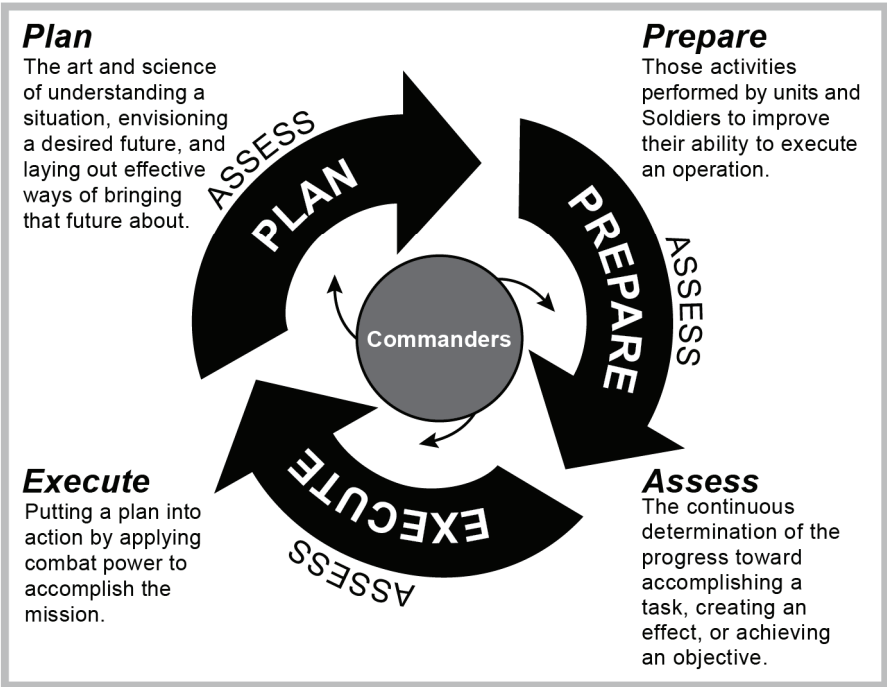 Plan
The art and science
of understanding a
situation, envisioning
a desired future, and
laying out effective
ways of bringing
that future about.
Prepare
Those activities
performed by units and
Soldiers to improve
their ability to execute
an operation.
ASSESS
PLAN
PREPARE
ASSESS
Commanders
EXECUTE
ASSESS
Execute
Putting a plan into
action by applying
combat power to
accomplish the
mission.
Assess
The continuous
determination of the
progress toward
accomplishing a
task, creating an
effect, or achieving
an objective.